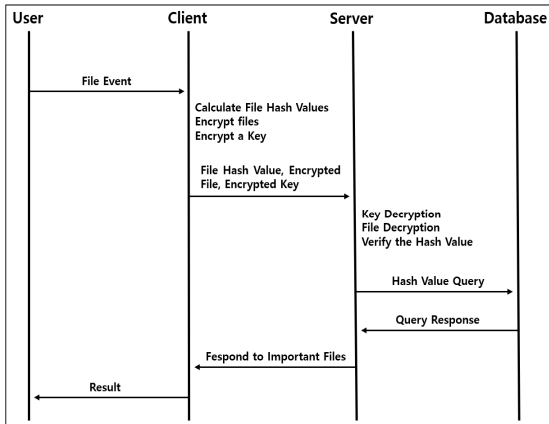 User Client Server Database
File Event
Calculate File Hash Values
Encrypt files
Encrypt a Key
File Hash Value, Encrypted
File, Encrypted Key
Key Decryption
File Decryption
Verify the Hash Value
Hash Value Query
Query Response
Fespond to Important Files
Result